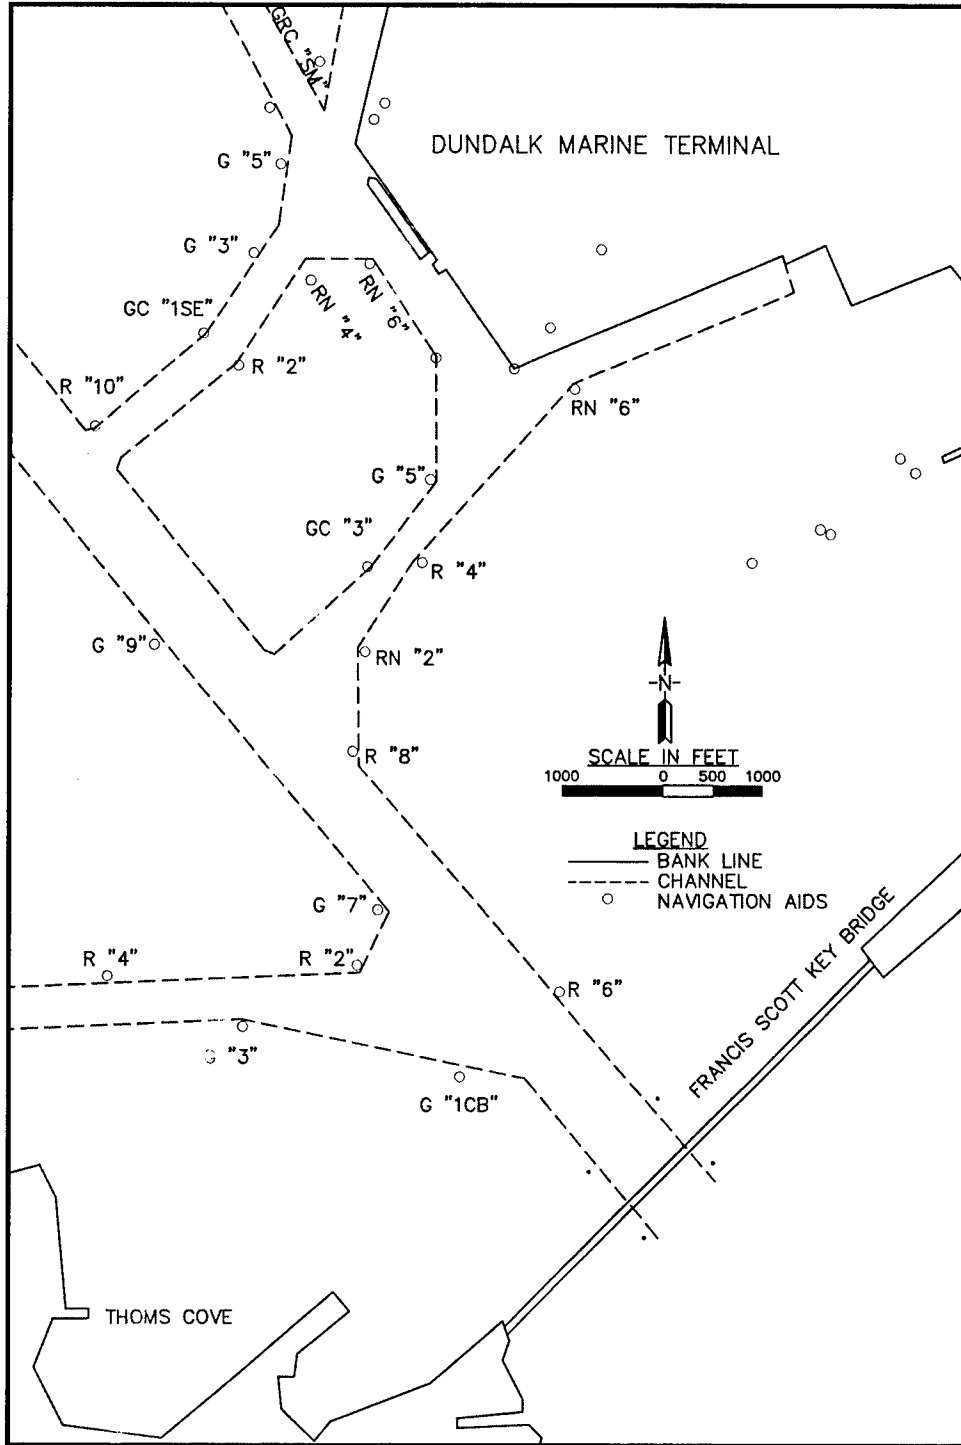 GRC "SM"
DUNDALK MARINE TERMINAL
G "5"
G "3"
GC "1SE"
RN "4"
RN "6"
R "2"
R "10"
RN "6"
G "5"
GC "3"
R "4"
G "9"
RN "2"
-N-
R "8"
SCALE IN FEET
1000 0 500 1000
LEGEND
BANK LINE
CHANNEL
NAVIGATION AIDS
G "7"
R "2"
R "4"
R "6"
FRANCIS SCOTT KEY BRIDGE
G "3"
G "1CB"
THOMS COVE